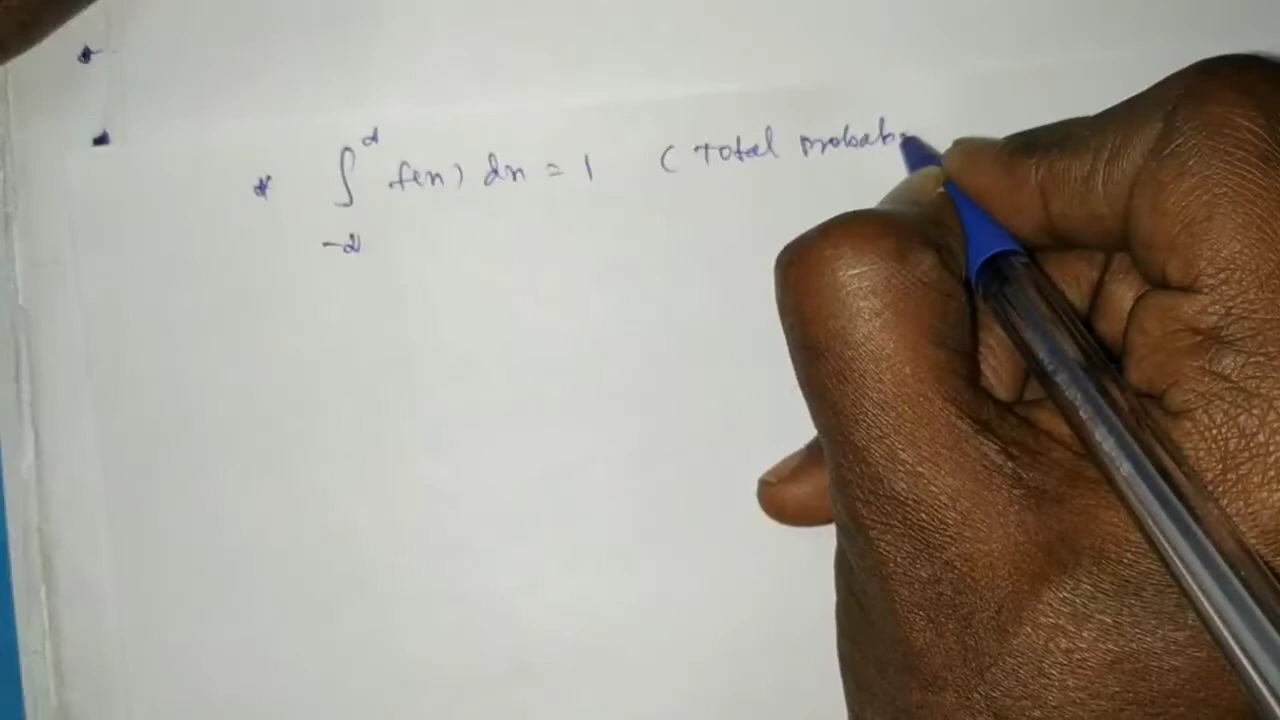 * ∫_{-∞}^{∞} f(x) dx = 1 ( Total probab